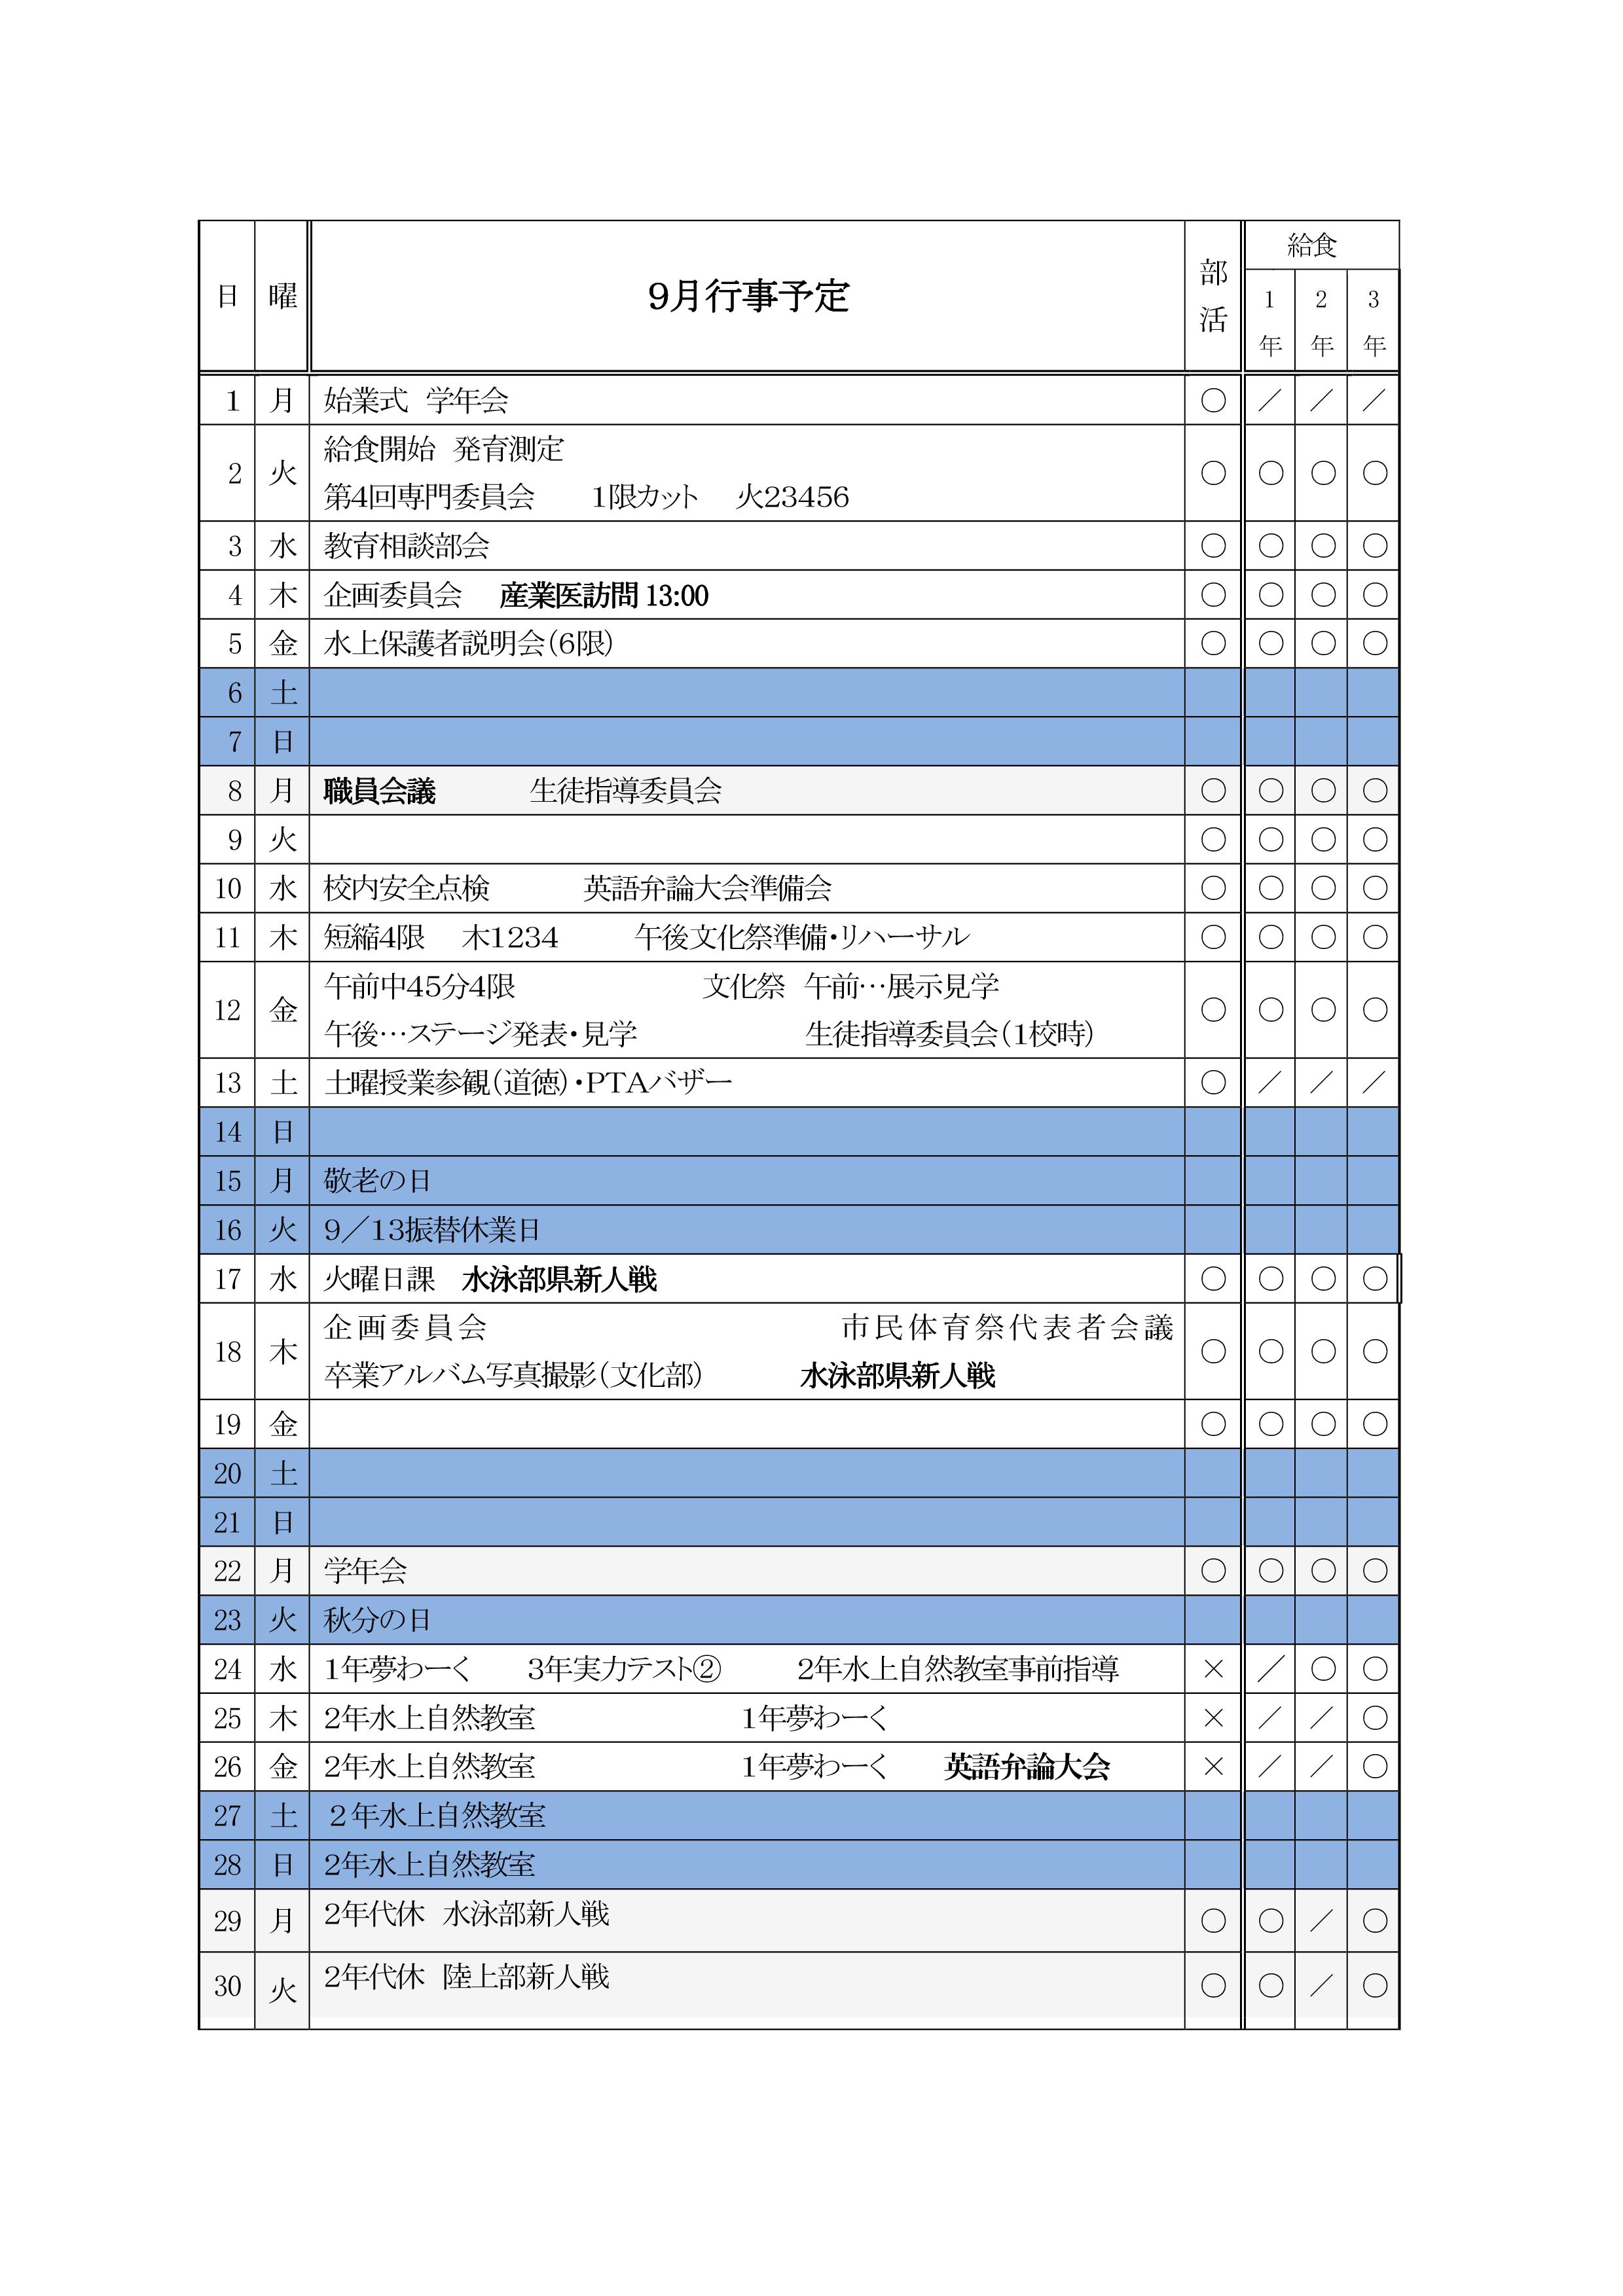 日 曜 9月行事予定 部活 給食
1年 2年 3年
1 月 始業式 学年会 ○ ／ ／ ／
2 火 給食開始 発育測定 ○ ○ ○ ○
第4回専門委員会 1限カット 火23456
3 水 教育相談部会 ○ ○ ○ ○
4 木 企画委員会 産業医訪問 13:00 ○ ○ ○ ○
5 金 水上保護者説明会(6限) ○ ○ ○ ○
6 土
7 日
8 月 職員会議 生徒指導委員会 ○ ○ ○ ○
9 火 ○ ○ ○ ○
10 水 校内安全点検 英語弁論大会準備会 ○ ○ ○ ○
11 木 短縮4限 木1234 午後文化祭準備・リハーサル ○ ○ ○ ○
12 金 午前中45分4限 文化祭 午前…展示見学 ○ ○ ○ ○
午後…ステージ発表・見学 生徒指導委員会(1校時)
13 土 土曜授業参観(道徳)・PTAバザー ○ ／ ／ ／
14 日
15 月 敬老の日
16 火 9／13振替休業日
17 水 火曜日課 水泳部県新人戦 ○ ○ ○ ○
18 木 企画委員会 市民体育祭代表者会議 ○ ○ ○ ○
卒業アルバム写真撮影(文化部) 水泳部県新人戦
19 金 ○ ○ ○ ○
20 土
21 日
22 月 学年会 ○ ○ ○ ○
23 火 秋分の日
24 水 1年夢わーく 3年実力テスト② 2年水上自然教室事前指導 × ／ ○ ○
25 木 2年水上自然教室 1年夢わーく × ／ ／ ○
26 金 2年水上自然教室 1年夢わーく 英語弁論大会 × ／ ／ ○
27 土 2年水上自然教室
28 日 2年水上自然教室
29 月 2年代休 水泳部新人戦 ○ ○ ／ ○
30 火 2年代休 陸上部新人戦 ○ ○ ／ ○